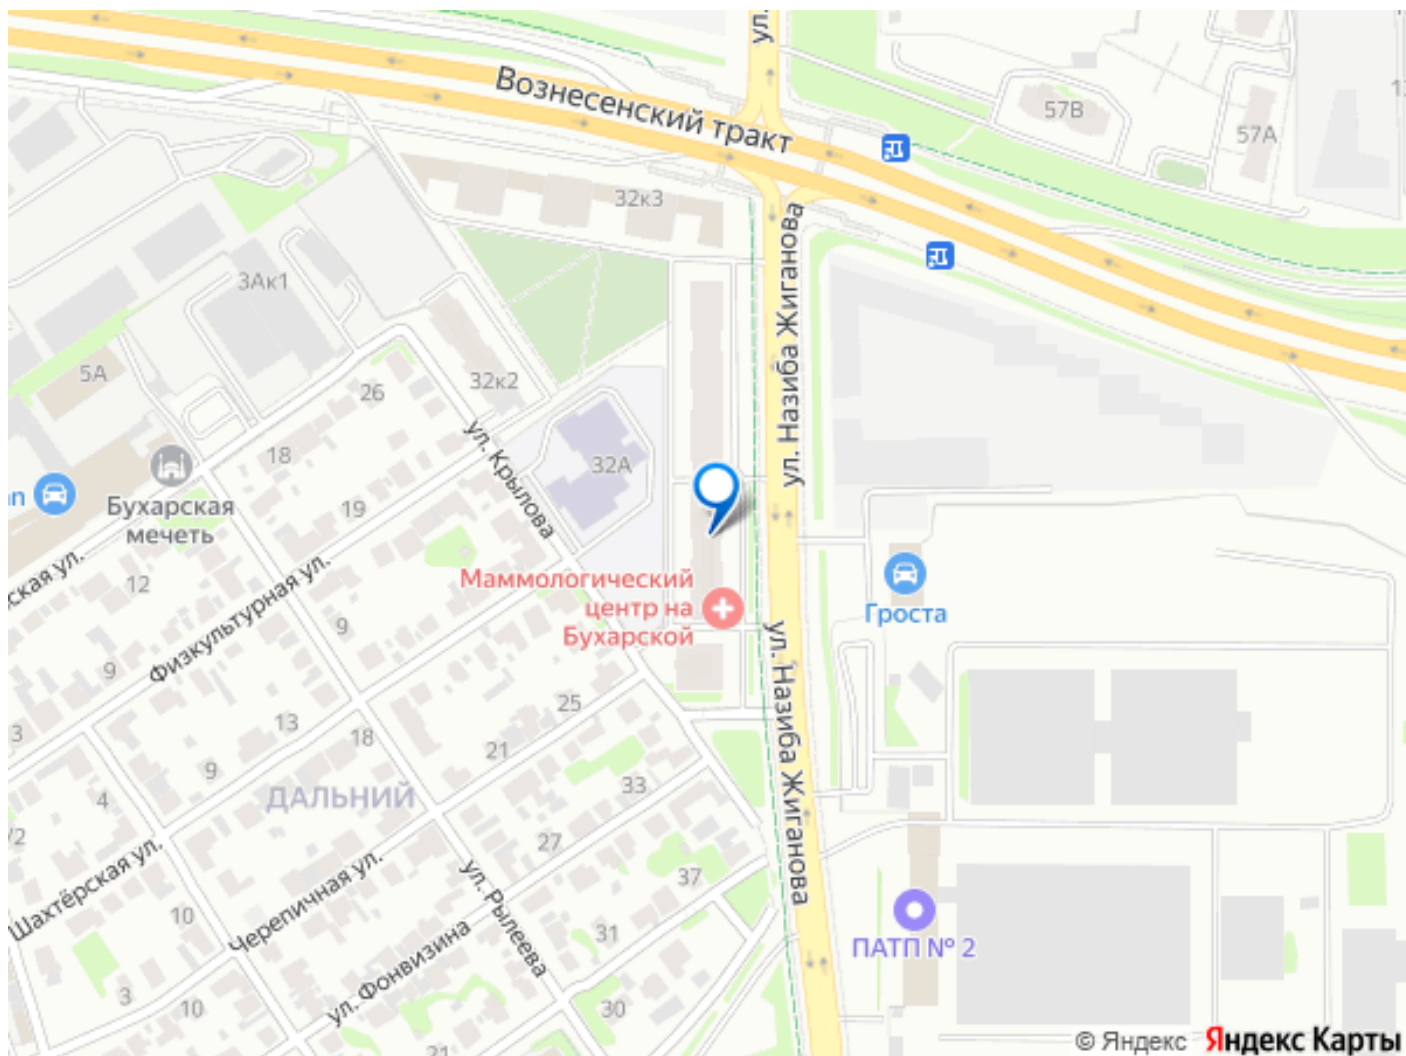 ул.
Вознесенский тракт
57В
57А
32к3
ул. Назиба Жиганова
3Ак1
5А
26
32к2
18
ул. Крылова
32А
Бухарская
мечеть
19
12
Физкультурная ул.
9
9
Маммологический
центр на
Бухарской
Гроста
ул. Назиба Жиганова
3
13
18
25
21
9
ДАЛЬНИЙ
33
4
27
Шахтёрская ул.
Черепичная ул.
ул. Рылеева
37
10
ул. Фонвизина
31
ПАТП № 2
3
10
30
21
© Яндекс Яндекс Карты